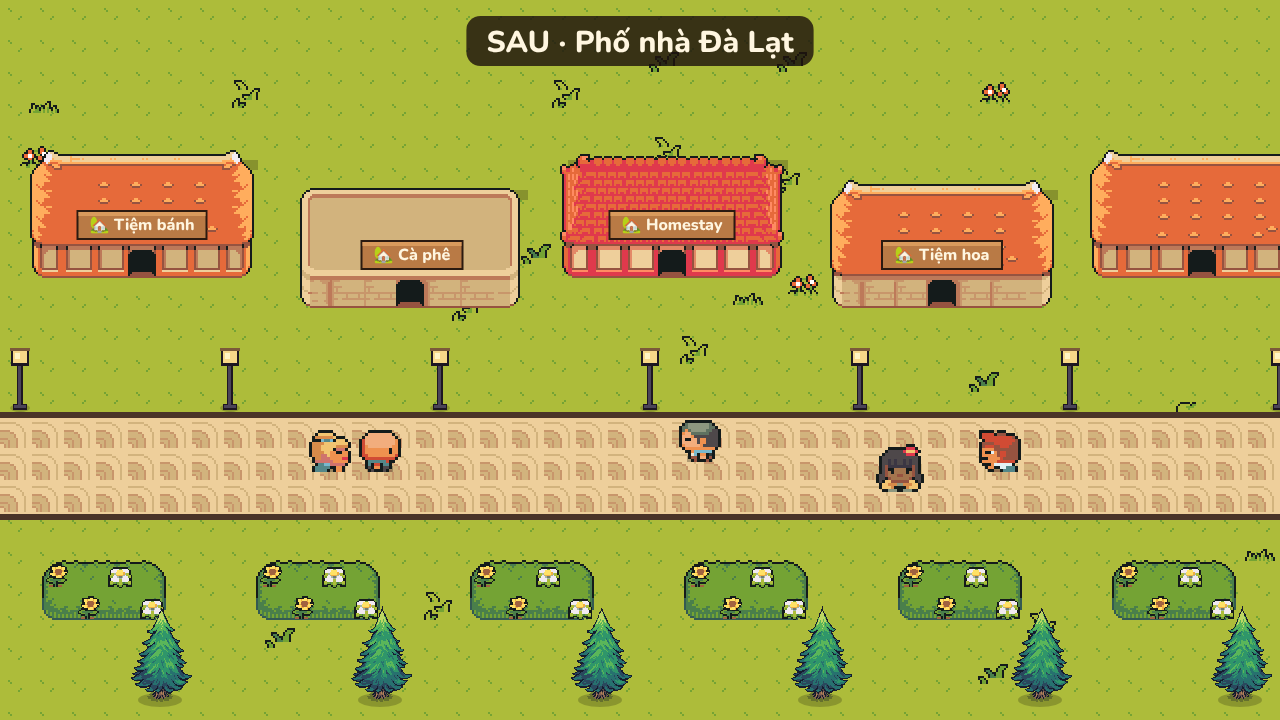 SAU · Phố nhà Đà Lạt
🏡 Tiệm bánh
🏡 Cà phê
🏡 Homestay
🏡 Tiệm hoa